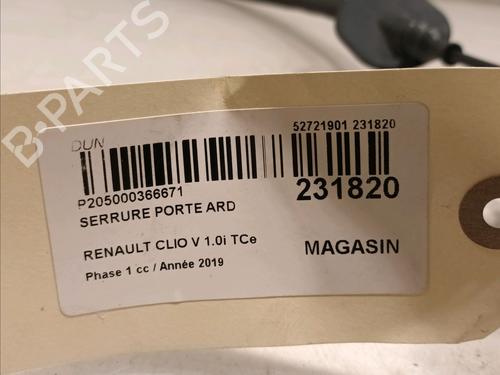 B-PARTS
DUN
52721901 231820
P205000366671
231820
SERRURE PORTE ARD
RENAULT CLIO V 1.0i TCe
MAGASIN
Phase 1 cc / Année 2019